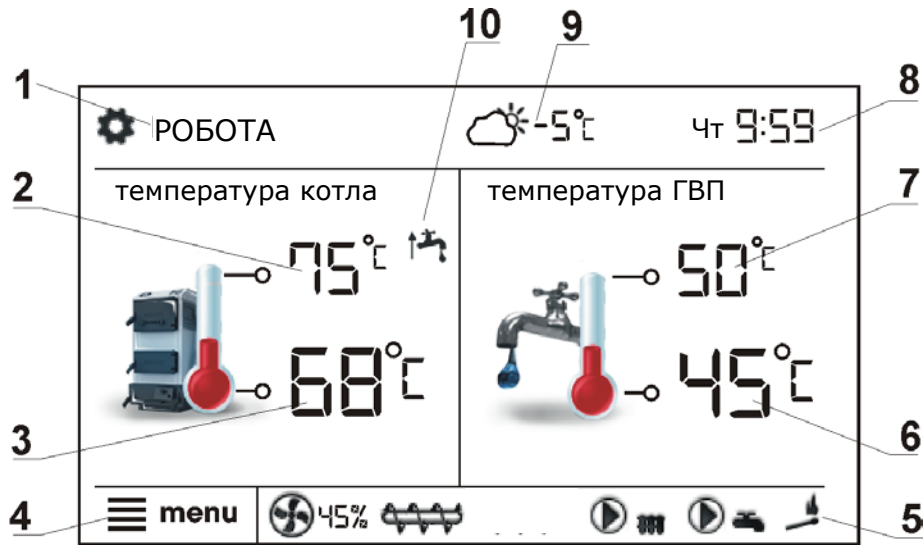 10 9
1 8
РОБОТА -5°C Чт 9:59
2 температура котла температура ГВП 7
75°C 50°C
68°C 45°C
3 6
4 menu 45% . . . 5